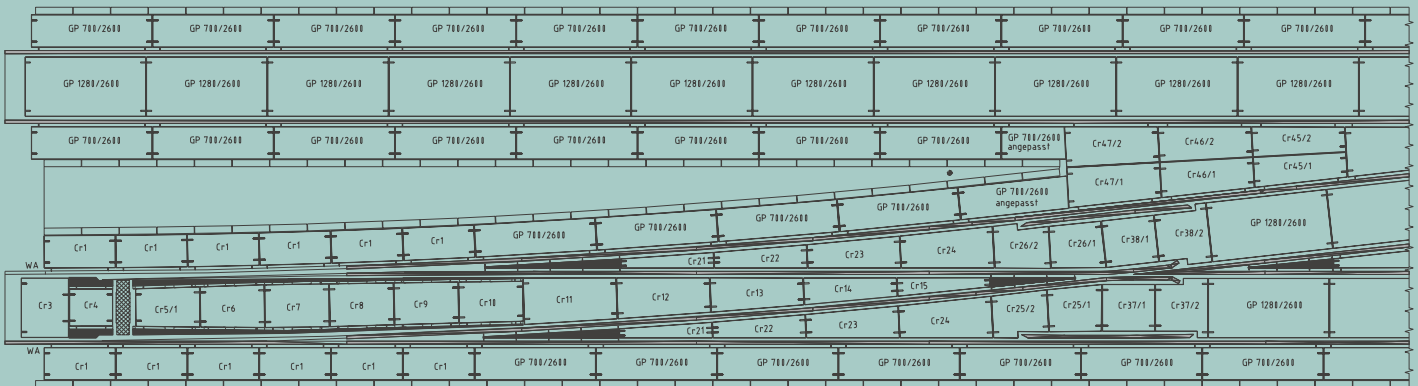 GP 700/2600 GP 700/2600 GP 700/2600 GP 700/2600 GP 700/2600 GP 700/2600 GP 700/2600 GP 700/2600 GP 700/2600 GP 700/2600 GP 700/2600
GP 1280/2600 GP 1280/2600 GP 1280/2600 GP 1280/2600 GP 1280/2600 GP 1280/2600 GP 1280/2600 GP 1280/2600 GP 1280/2600 GP 1280/2600 GP 1280/2600
GP 700/2600 GP 700/2600 GP 700/2600 GP 700/2600 GP 700/2600 GP 700/2600 GP 700/2600 GP 700/2600 GP 700/2600
angepasst
Cr47/2 Cr46/2 Cr45/2
Cr47/1 Cr46/1 Cr45/1
Cr1 Cr1 Cr1 Cr1 Cr1 Cr1 GP 700/2600 GP 700/2600 GP 700/2600 GP 700/2600 GP 700/2600
angepasst
WA
Cr21 Cr22 Cr23 Cr24 Cr26/2 Cr26/1 Cr38/1 Cr38/2 GP 1280/2600
Cr3 Cr4 Cr5/1 Cr6 Cr7 Cr8 Cr9 Cr10 Cr11 Cr12 Cr13 Cr14 Cr15
Cr21 Cr22 Cr23 Cr24 Cr25/2 Cr25/1 Cr37/1 Cr37/2 GP 1280/2600
WA
Cr1 Cr1 Cr1 Cr1 Cr1 Cr1 GP 700/2600 GP 700/2600 GP 700/2600 GP 700/2600 GP 700/2600 GP 700/2600 GP 700/2600